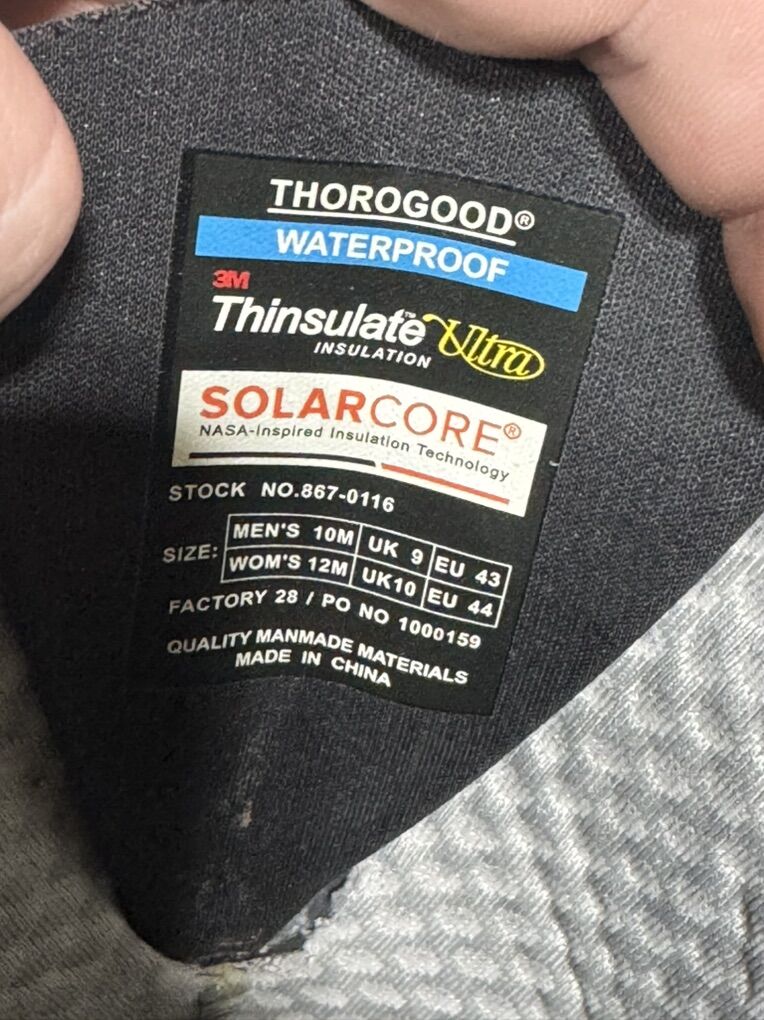 THOROGOOD®
WATERPROOF
3M
Thinsulate™ Ultra
INSULATION
SOLARCORE®
NASA-Inspired Insulation Technology
STOCK NO.867-0116
SIZE: MEN'S 10M UK 9 EU 43
WOM'S 12M UK10 EU 44
FACTORY 28 / PO NO 1000159
QUALITY MANMADE MATERIALS
MADE IN CHINA